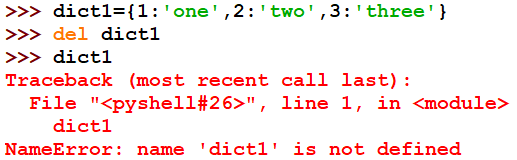 >>> dict1={1:'one',2:'two',3:'three'}
>>> del dict1
>>> dict1
Traceback (most recent call last):
  File "<pyshell#26>", line 1, in <module>
    dict1
NameError: name 'dict1' is not defined